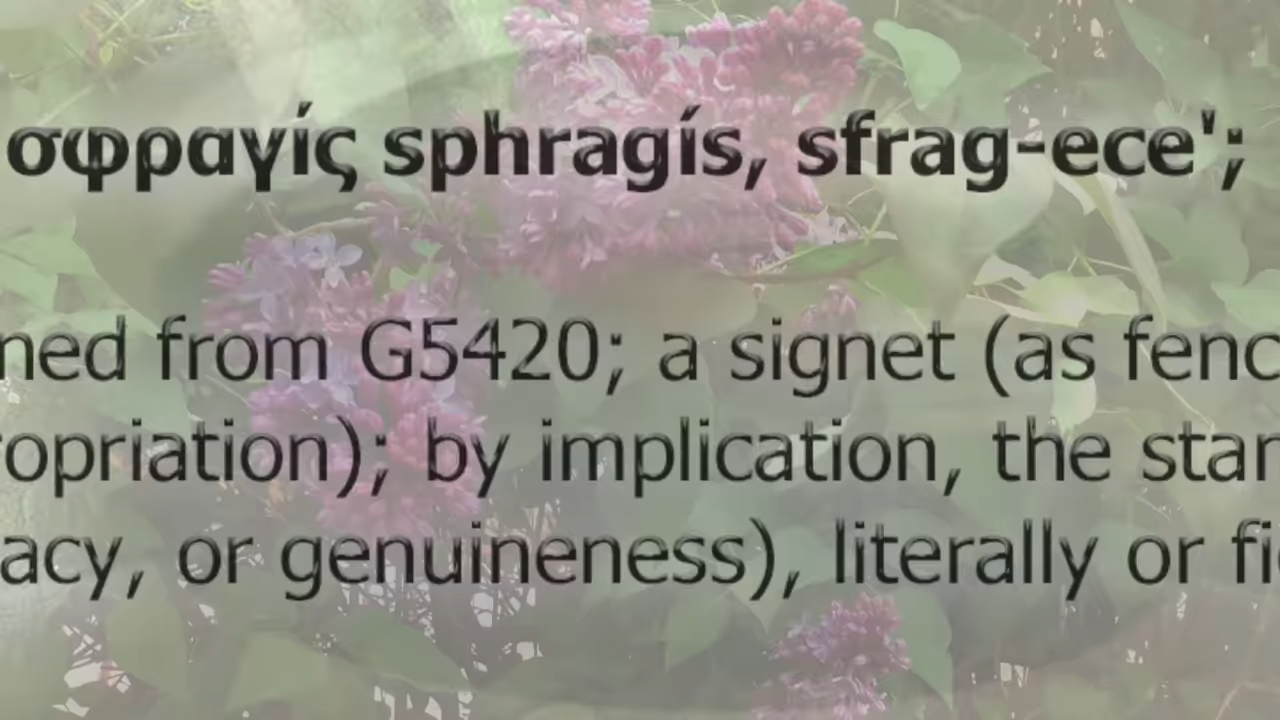 σφραγίς sphragís, sfrag-ece';
ned from G5420; a signet (as fenc
ropriation); by implication, the star
acy, or genuineness), literally or fig